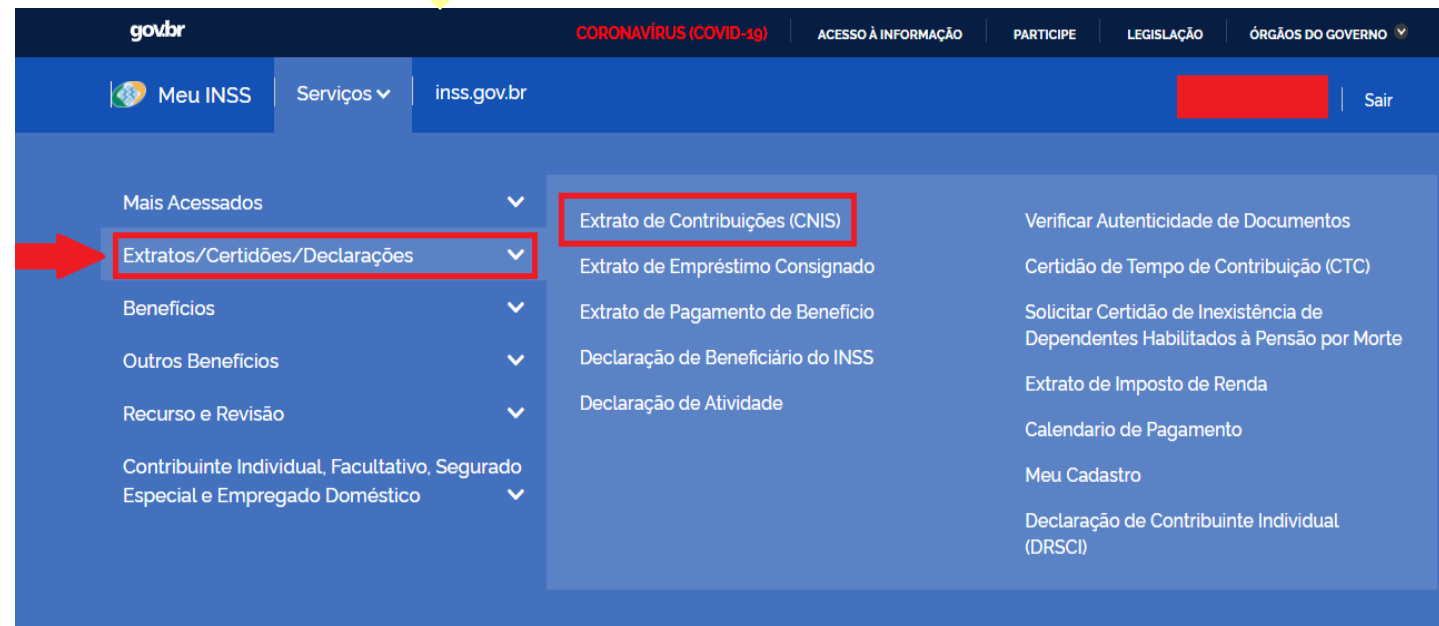 gov.br
CORONAVÍRUS (COVID-19)
ACESSO À INFORMAÇÃO
PARTICIPE
LEGISLAÇÃO
ÓRGÃOS DO GOVERNO
Meu INSS
Serviços
inss.gov.br
Sair
Mais Acessados
Extratos/Certidões/Declarações
Benefícios
Outros Benefícios
Recurso e Revisão
Contribuinte Individual, Facultativo, Segurado
Especial e Empregado Doméstico
Extrato de Contribuições (CNIS)
Extrato de Empréstimo Consignado
Extrato de Pagamento de Benefício
Declaração de Beneficiário do INSS
Declaração de Atividade
Verificar Autenticidade de Documentos
Certidão de Tempo de Contribuição (CTC)
Solicitar Certidão de Inexistência de
Dependentes Habilitados à Pensão por Morte
Extrato de Imposto de Renda
Calendario de Pagamento
Meu Cadastro
Declaração de Contribuinte Individual
(DRSCI)